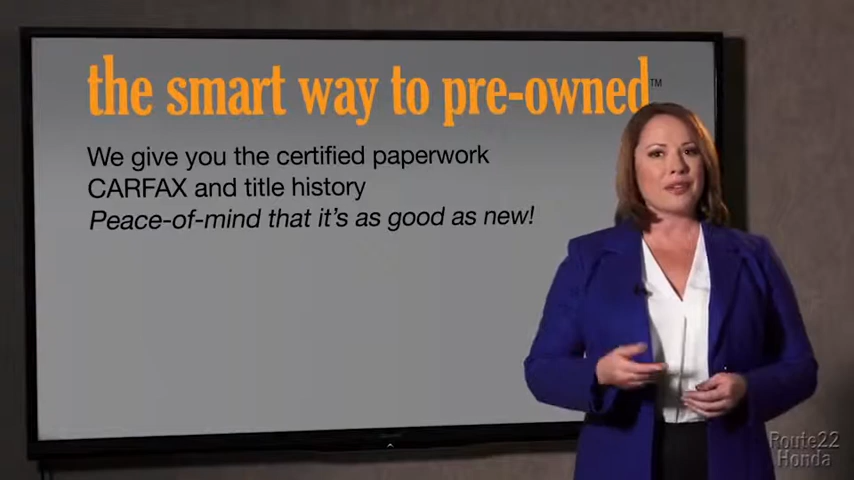 the smart way to pre-owned™
We give you the certified paperwork
CARFAX and title history
Peace-of-mind that it's as good as new!
Route22
Honda